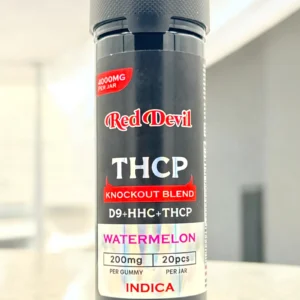 4000MG
PER JAR
Red Devil
THCP
KNOCKOUT BLEND
D9+HHC+THCP
WATERMELON
200mg 20pcs
PER GUMMY PER JAR
INDICA